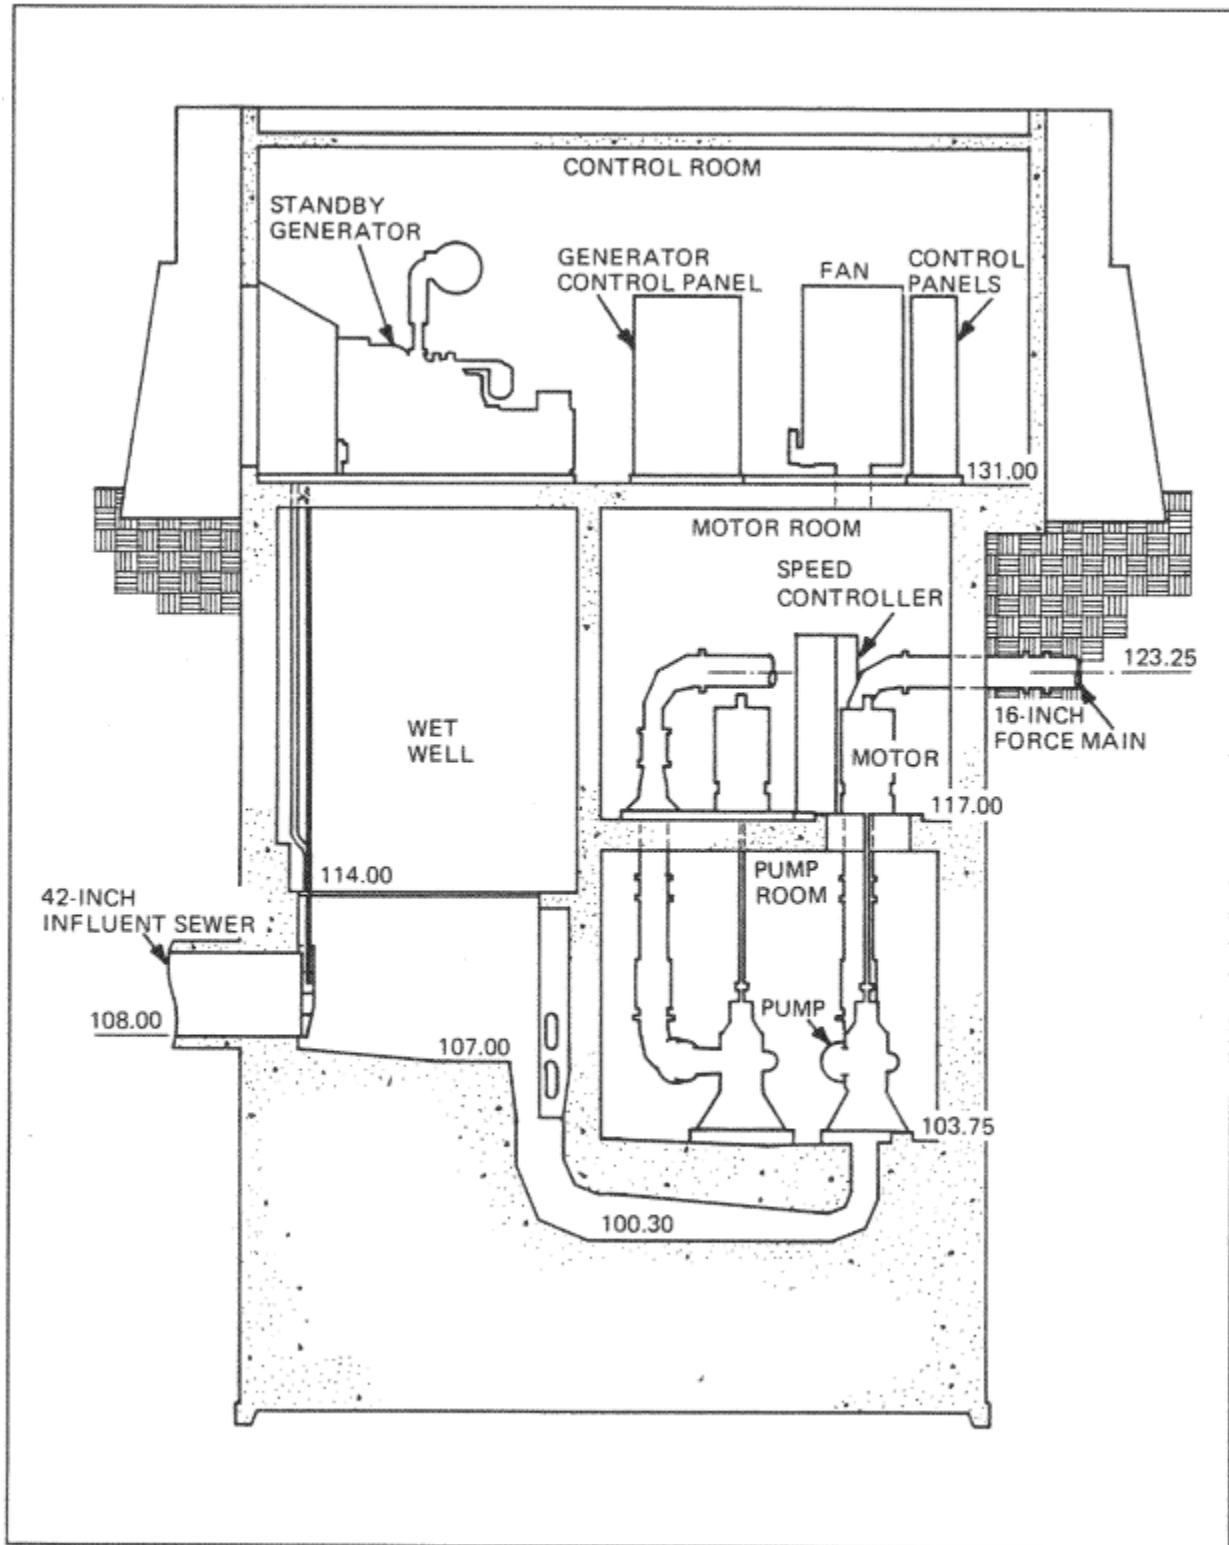 CONTROL ROOM
STANDBY
GENERATOR
GENERATOR
CONTROL PANEL
FAN
CONTROL
PANELS
131.00
MOTOR ROOM
SPEED
CONTROLLER
123.25
16-INCH
FORCE MAIN
WET
WELL
MOTOR
117.00
PUMP
ROOM
114.00
42-INCH
INFLUENT SEWER
PUMP
108.00
107.00
103.75
100.30